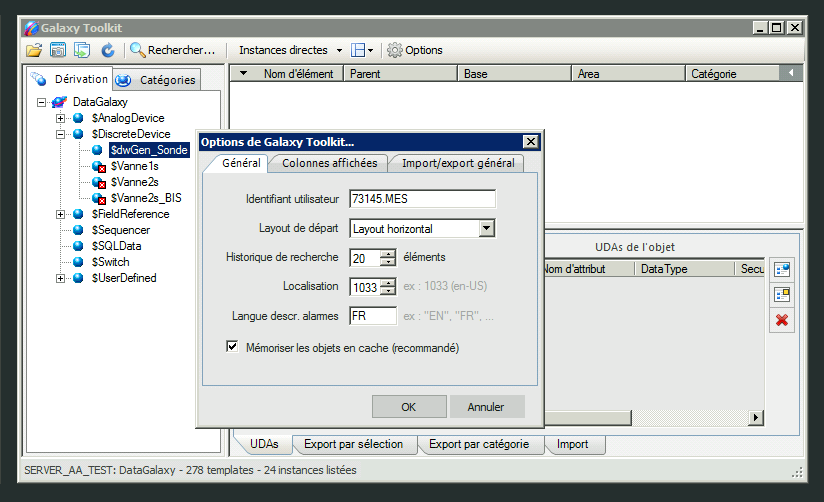 Galaxy Toolkit
Rechercher... Instances directes Options
Dérivation Catégories
Nom d'élément Parent Base Area Catégorie
DataGalaxy
$AnalogDevice
$DiscreteDevice
$dwGen_Sonde
$Vanne1s
$Vanne2s
$Vanne2s_BIS
$FieldReference
$Sequencer
$SQLData
$Switch
$UserDefined
Options de Galaxy Toolkit...
Général Colonnes affichées Import/export général
Identifiant utilisateur 73145.MES
Layout de départ Layout horizontal
Historique de recherche 20 éléments
Localisation 1033 ex : 1033 (en-US)
Langue descr. alarmes FR ex : "EN", "FR", ...
Mémoriser les objets en cache (recommandé)
OK Annuler
UDAs de l'objet
Nom d'attribut DataType Secu
UDAs Export par sélection Export par catégorie Import
SERVER_AA_TEST: DataGalaxy - 278 templates - 24 instances listées